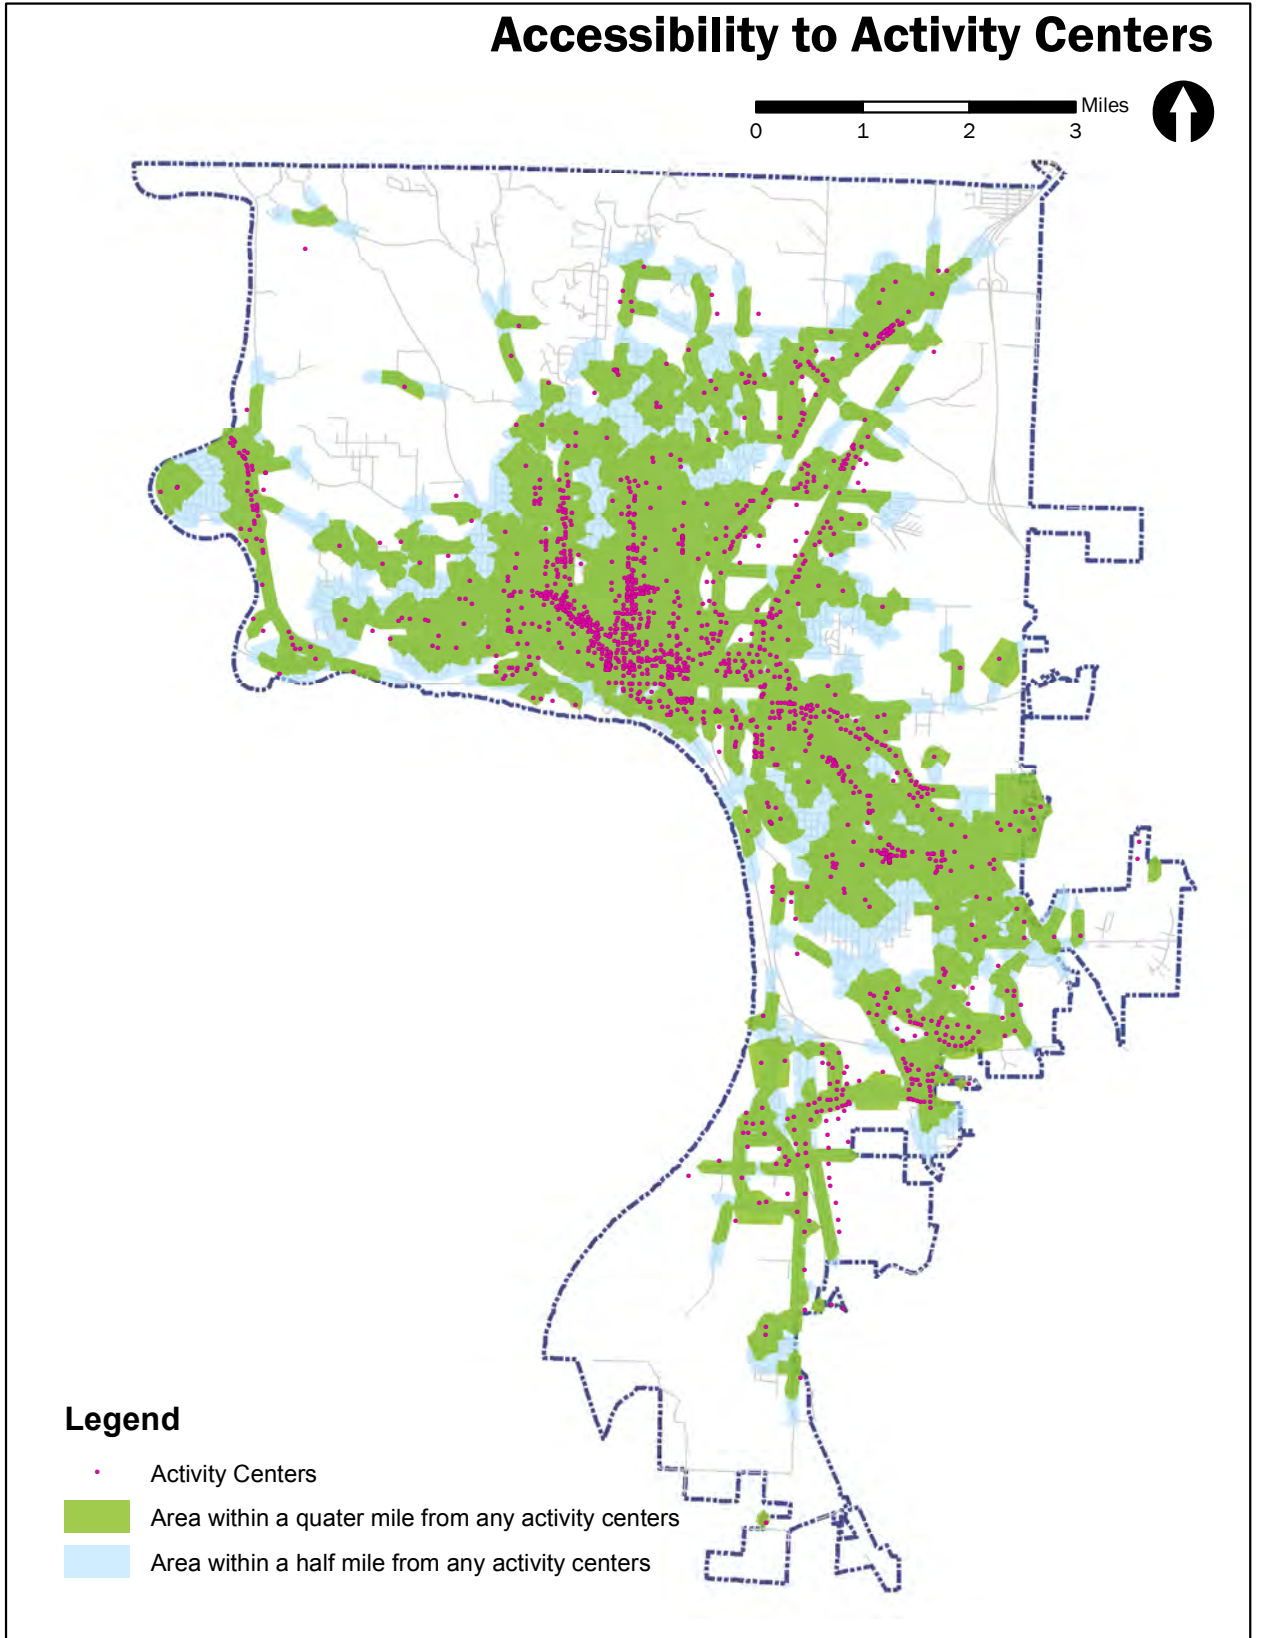 Accessibility to Activity Centers
Miles
0 1 2 3
Legend
Activity Centers
Area within a quater mile from any activity centers
Area within a half mile from any activity centers